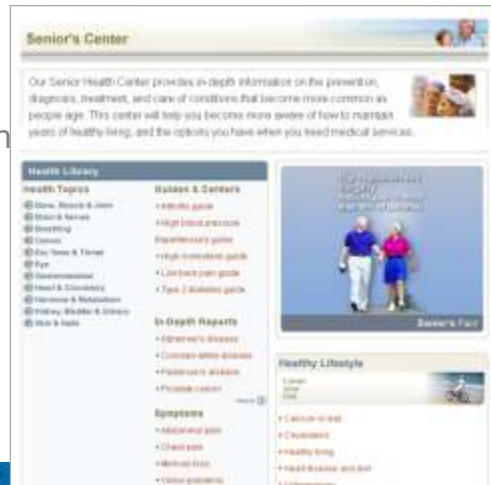 Senior's Center
Our Senior Health Center provides in-depth information on the prevention,
diagnosis, treatment, and care of conditions that become more common as
people age. This center will help you become more aware of how to maintain
years of healthy living, and the options you have when you need medical services.
n
Health Library
Health Topics
Bone, Muscle & Joint
Brain & Nerves
Breathing
Cancer
Ear, Nose & Throat
Eye
Gastrointestinal
Heart & Circulatory
Hormone & Metabolism
Kidney, Bladder & Urinary
Skin & Nails
Guides & Centers
Arthritis guide
High blood pressure
guide
High cholesterol guide
Low back pain guide
Type 2 diabetes guide
In-Depth Reports
Alzheimer's disease
Coronary artery disease
Parkinson's disease
Prostate cancer
more
Symptoms
Abdominal pain
Chest pain
Memory loss
Vision problems
Hip replacement
surgery
Healthy Lifestyle
Calcium in diet
Cholesterol
Healthy living
Heart disease and diet